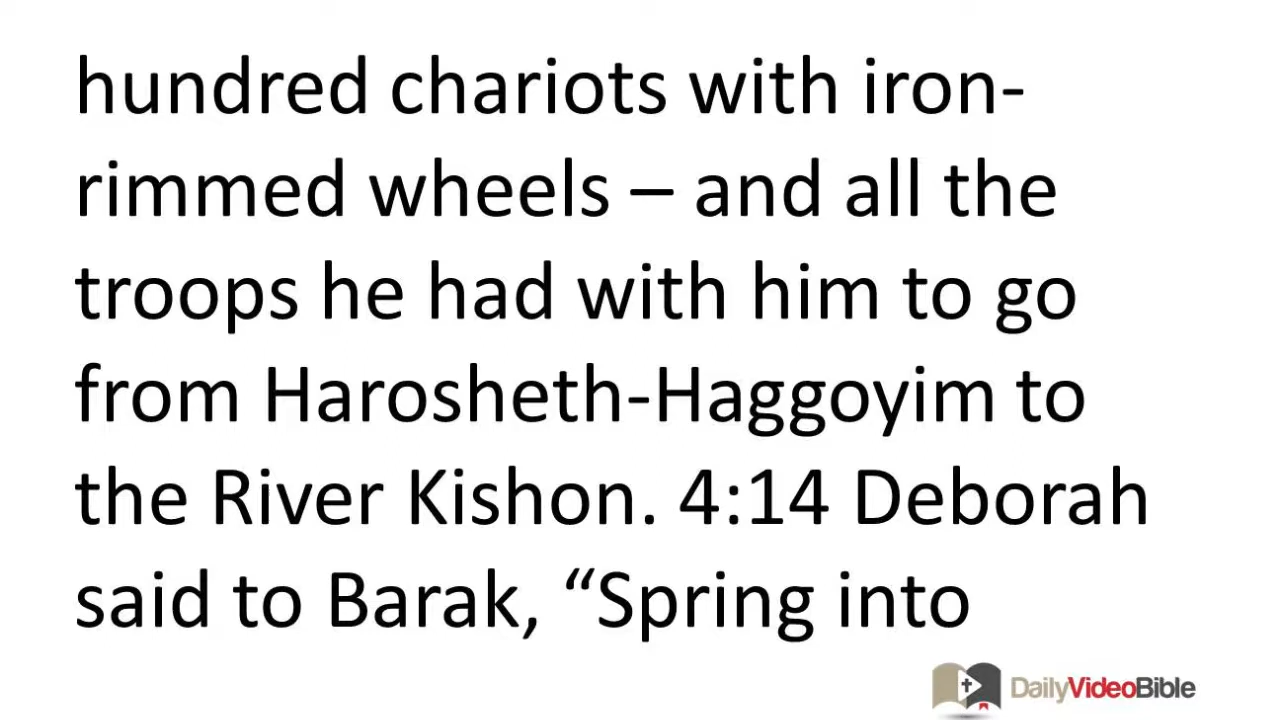 hundred chariots with iron-
rimmed wheels – and all the
troops he had with him to go
from Harosheth-Haggoyim to
the River Kishon. 4:14 Deborah
said to Barak, “Spring into
DailyVideoBible